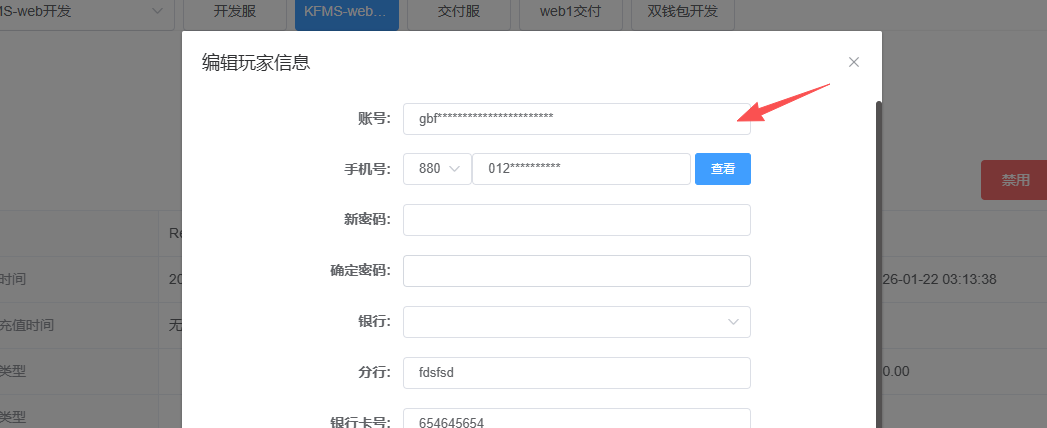 MS-web开发
开发服
KFMS-web...
交付服
web1交付
双钱包开发
编辑玩家信息
账号: gbf***********************
手机号: 880 012********** 查看
禁用
新密码:
Re
确定密码:
时间 20 26-01-22 03:13:38
银行:
充值时间 无
分行: fdsfsd
类型 0.00
类型
银行卡号: 654645654